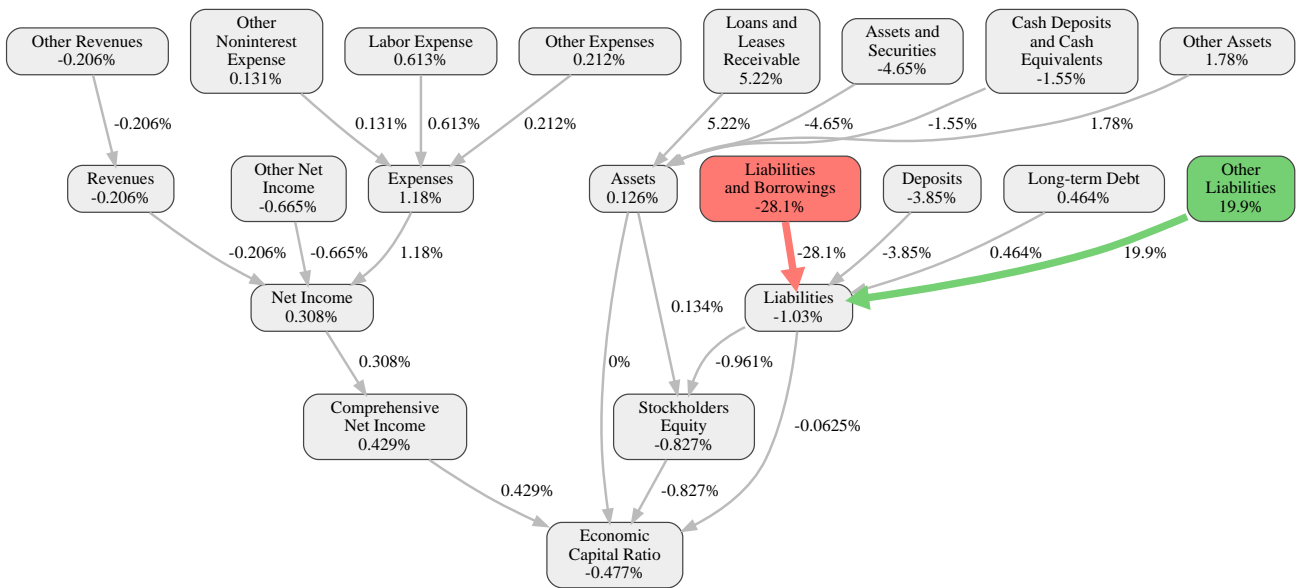 Other Revenues
-0.206%
Other
Noninterest
Expense
0.131%
Labor Expense
0.613%
Other Expenses
0.212%
Loans and
Leases
Receivable
5.22%
Assets and
Securities
-4.65%
Cash Deposits
and Cash
Equivalents
-1.55%
Other Assets
1.78%
-0.206%
0.131%
0.613%
0.212%
5.22%
-4.65%
-1.55%
1.78%
Revenues
-0.206%
Other Net
Income
-0.665%
Expenses
1.18%
Assets
0.126%
Liabilities
and Borrowings
-28.1%
Deposits
-3.85%
Long-term Debt
0.464%
Other
Liabilities
19.9%
-0.206%
-0.665%
1.18%
-28.1%
-3.85%
0.464%
19.9%
Net Income
0.308%
0.134%
Liabilities
-1.03%
0.308%
0%
-0.961%
Comprehensive
Net Income
0.429%
Stockholders
Equity
-0.827%
-0.0625%
0.429%
-0.827%
Economic
Capital Ratio
-0.477%